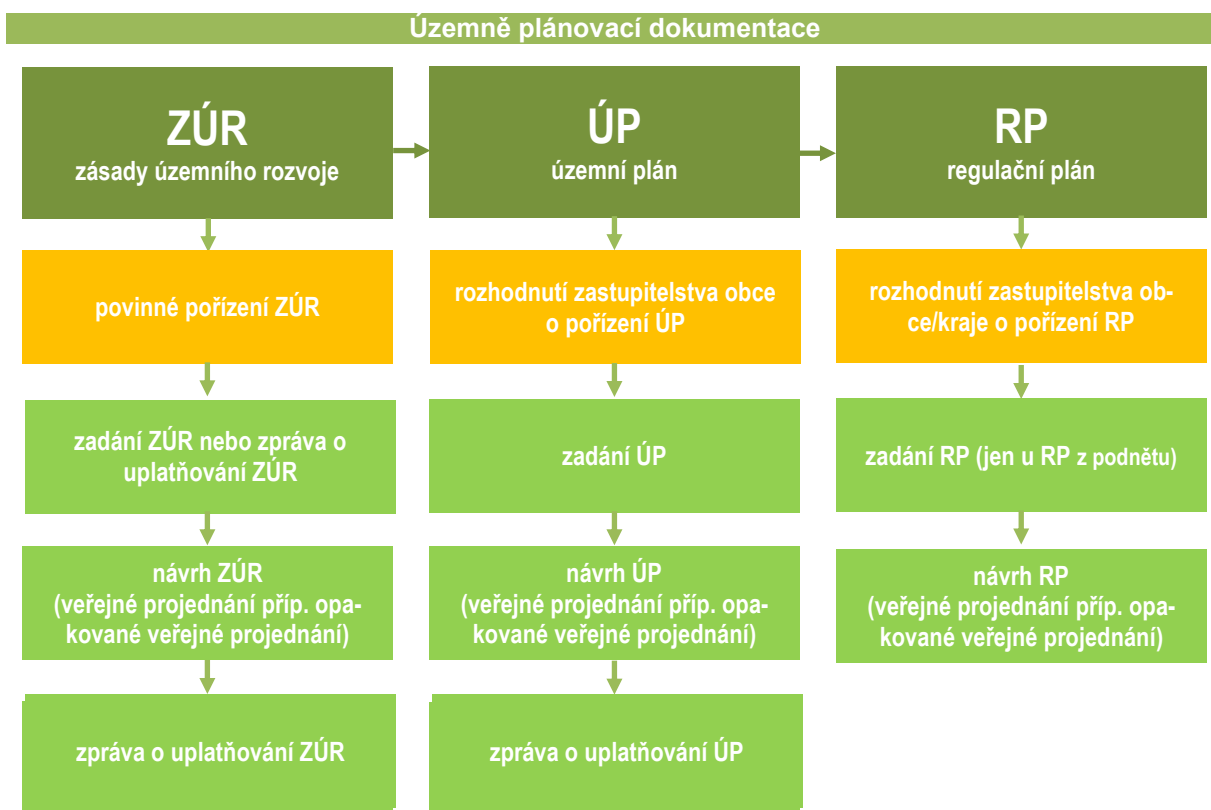 Územně plánovací dokumentace
ZÚR
zásady územního rozvoje
ÚP
územní plán
RP
regulační plán
povinné pořízení ZÚR
rozhodnutí zastupitelstva obce
o pořízení ÚP
rozhodnutí zastupitelstva ob-
ce/kraje o pořízení RP
zadání ZÚR nebo zpráva o
uplatňování ZÚR
zadání ÚP
zadání RP (jen u RP z podnětu)
návrh ZÚR
(veřejné projednání příp. opa-
kované veřejné projednání)
návrh ÚP
(veřejné projednání příp. opa-
kované veřejné projednání)
návrh RP
(veřejné projednání příp. opa-
kované veřejné projednání)
zpráva o uplatňování ZÚR
zpráva o uplatňování ÚP